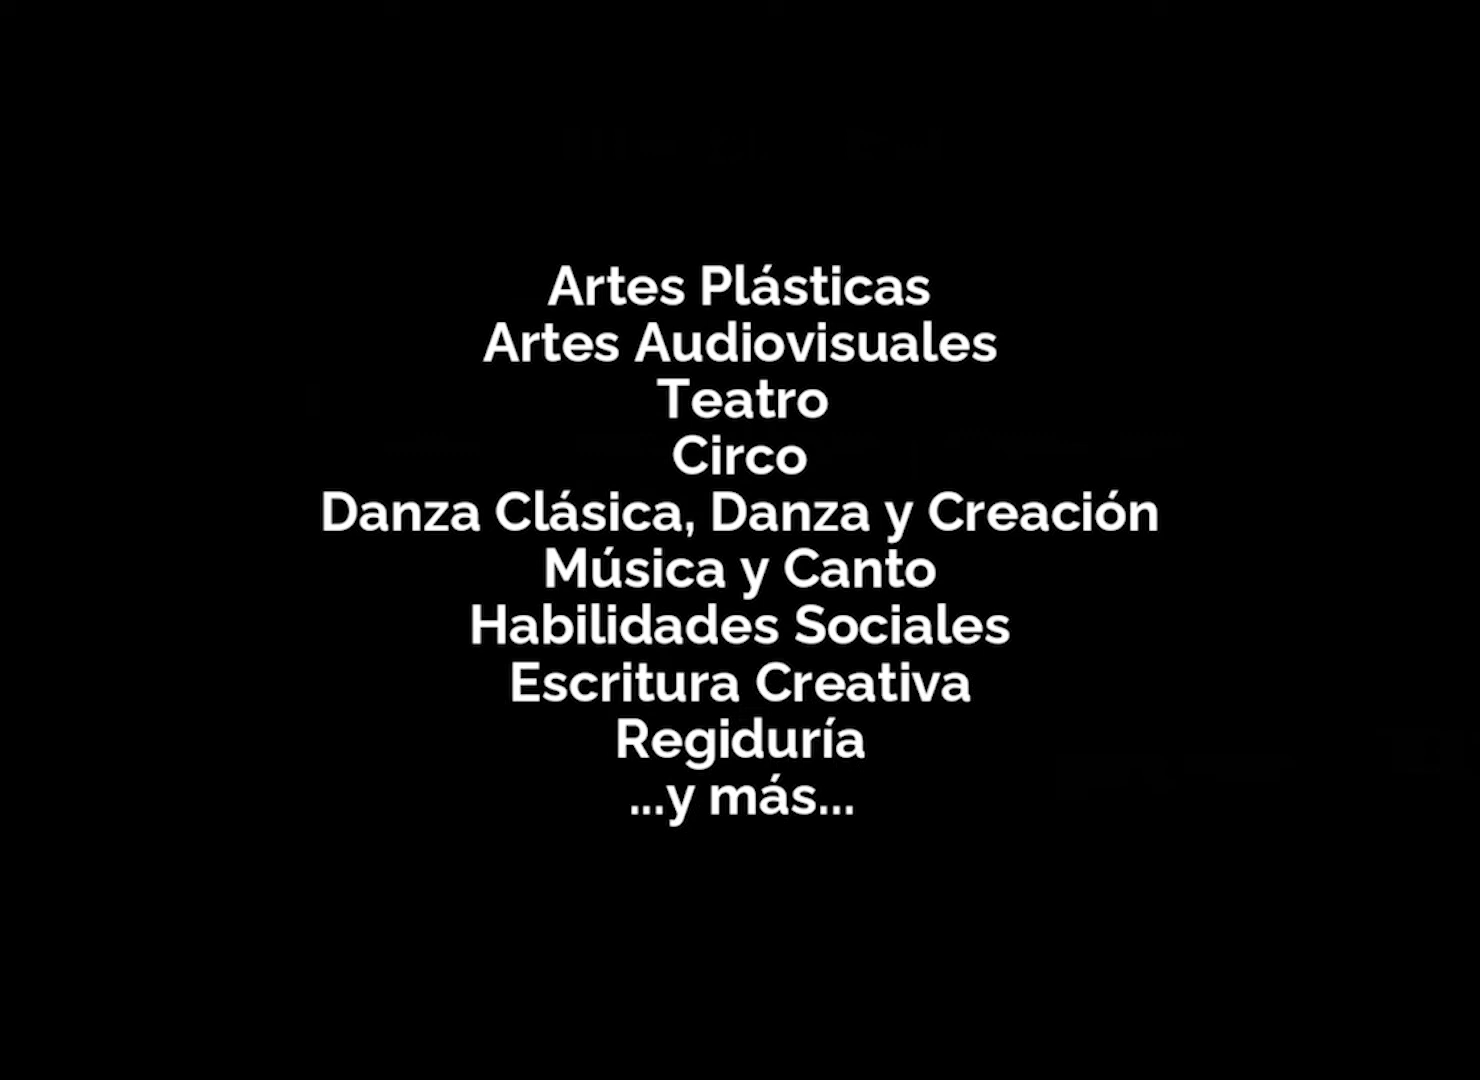 Artes Plásticas
Artes Audiovisuales
Teatro
Circo
Danza Clásica, Danza y Creación
Música y Canto
Habilidades Sociales
Escritura Creativa
Regiduría
...y más...